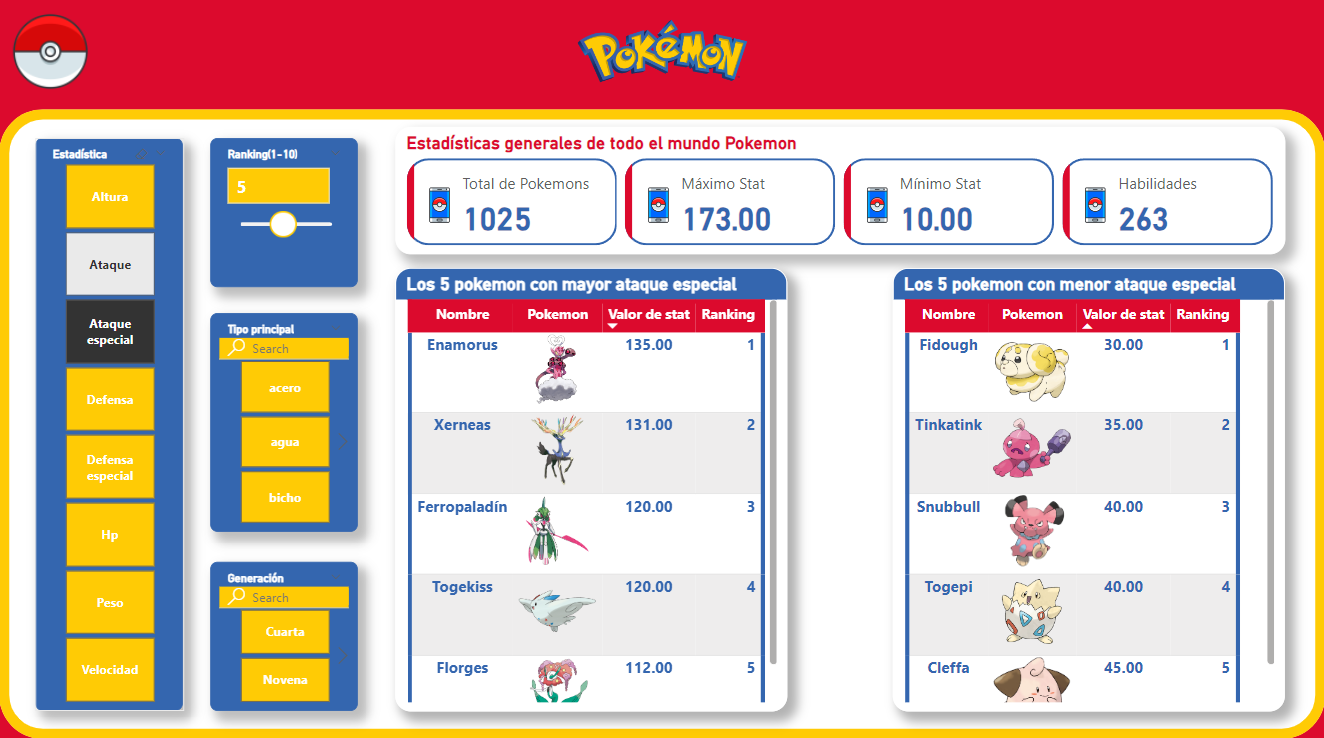 POKéMON
Estadística
Altura
Ataque
Ataque
especial
Defensa
Defensa
especial
Hp
Peso
Velocidad
Ranking(1-10)
5
Tipo principal
Search
acero
agua
bicho
Generación
Search
Cuarta
Novena
Estadísticas generales de todo el mundo Pokemon
Total de Pokemons
1025
Máximo Stat
173.00
Mínimo Stat
10.00
Habilidades
263
Los 5 pokemon con mayor ataque especial
Nombre Pokemon Valor de stat Ranking
Enamorus 135.00 1
Xerneas 131.00 2
Ferropaladín 120.00 3
Togekiss 120.00 4
Florges 112.00 5
Los 5 pokemon con menor ataque especial
Nombre Pokemon Valor de stat Ranking
Fidough 30.00 1
Tinkatink 35.00 2
Snubbull 40.00 3
Togepi 40.00 4
Cleffa 45.00 5